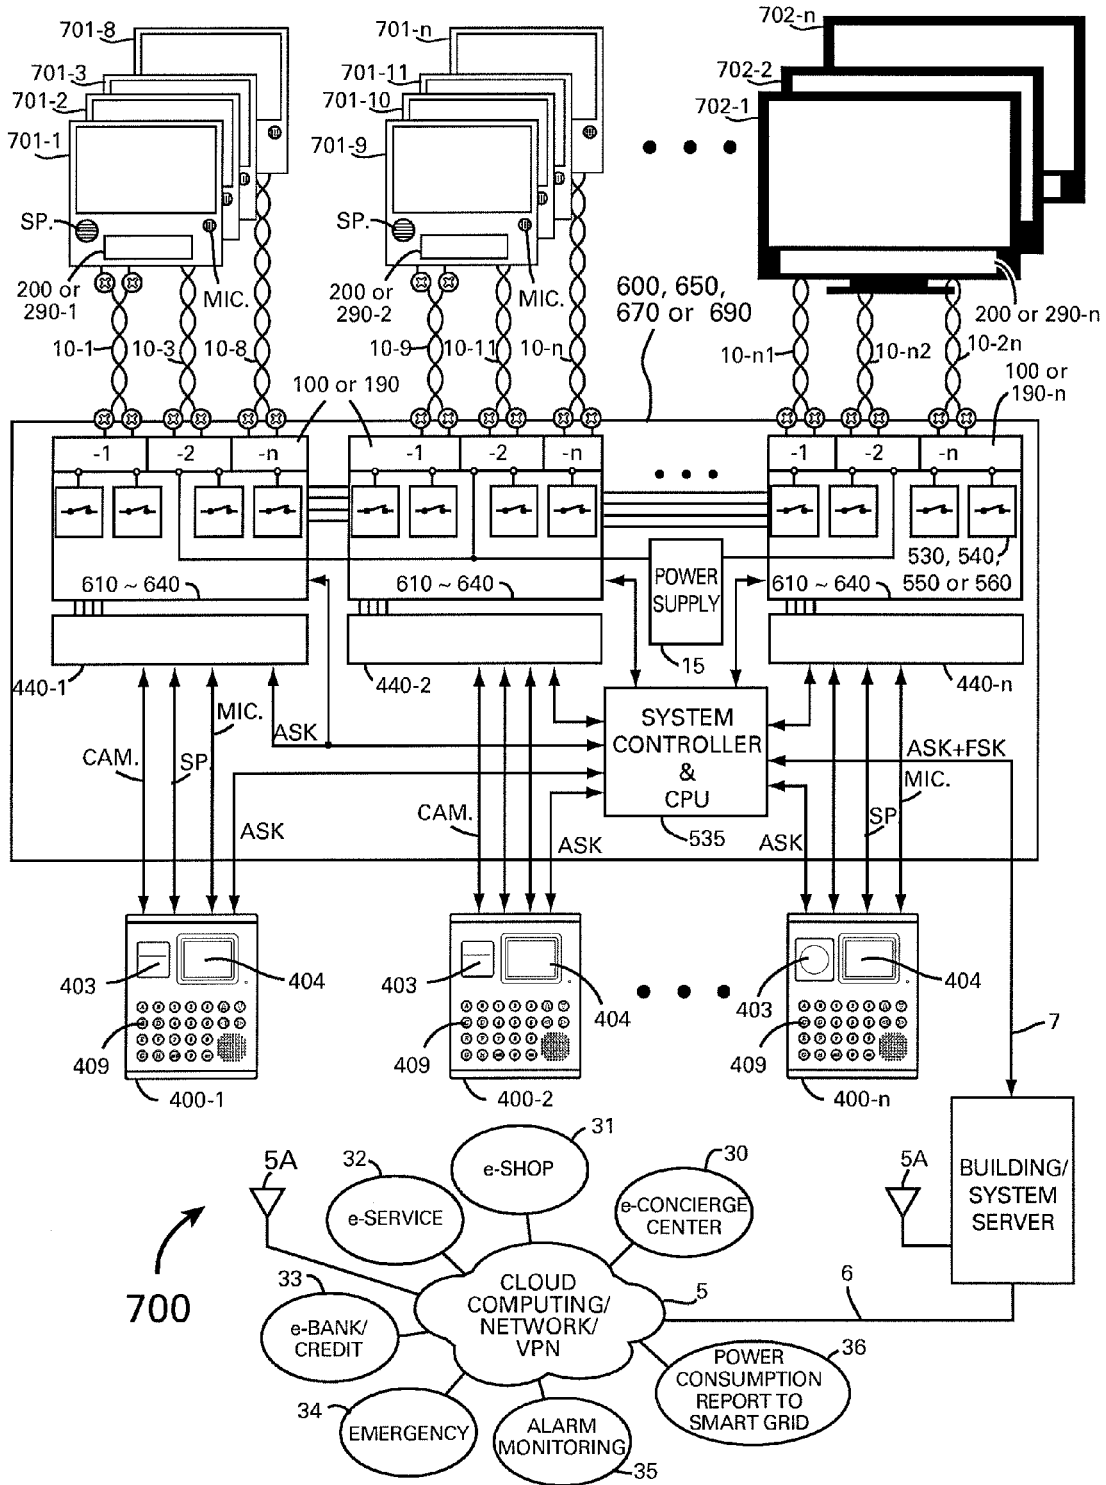 701-8
701-3
701-2
701-1
SP.
200 or
290-1
MIC.
10-1
10-3
10-8
701-n
701-11
701-10
701-9
SP.
200 or
290-2
MIC.
10-9
10-11
10-n
702-n
702-2
702-1
600, 650,
670 or 690
200 or 290-n
10-n1
10-n2
10-2n
100 or 190
100 or
190-n
-1
-2
-n
-1
-2
-n
-1
-2
-n
610 ~ 640
610 ~ 640
POWER
SUPPLY
15
530, 540,
550 or 560
610 ~ 640
440-1
440-2
440-n
CAM.
SP.
MIC.
ASK
ASK
SYSTEM
CONTROLLER
&
CPU
535
CAM.
ASK
ASK+FSK
MIC.
SP.
ASK
403
404
409
400-1
403
404
409
400-2
403
404
409
400-n
7
BUILDING/
SYSTEM
SERVER
5A
6
700
5A
32
e-SERVICE
31
e-SHOP
30
e-CONCIERGE
CENTER
33
e-BANK/
CREDIT
CLOUD
COMPUTING/
NETWORK/
VPN
5
34
EMERGENCY
ALARM
MONITORING
35
POWER
CONSUMPTION
REPORT TO
SMART GRID
36